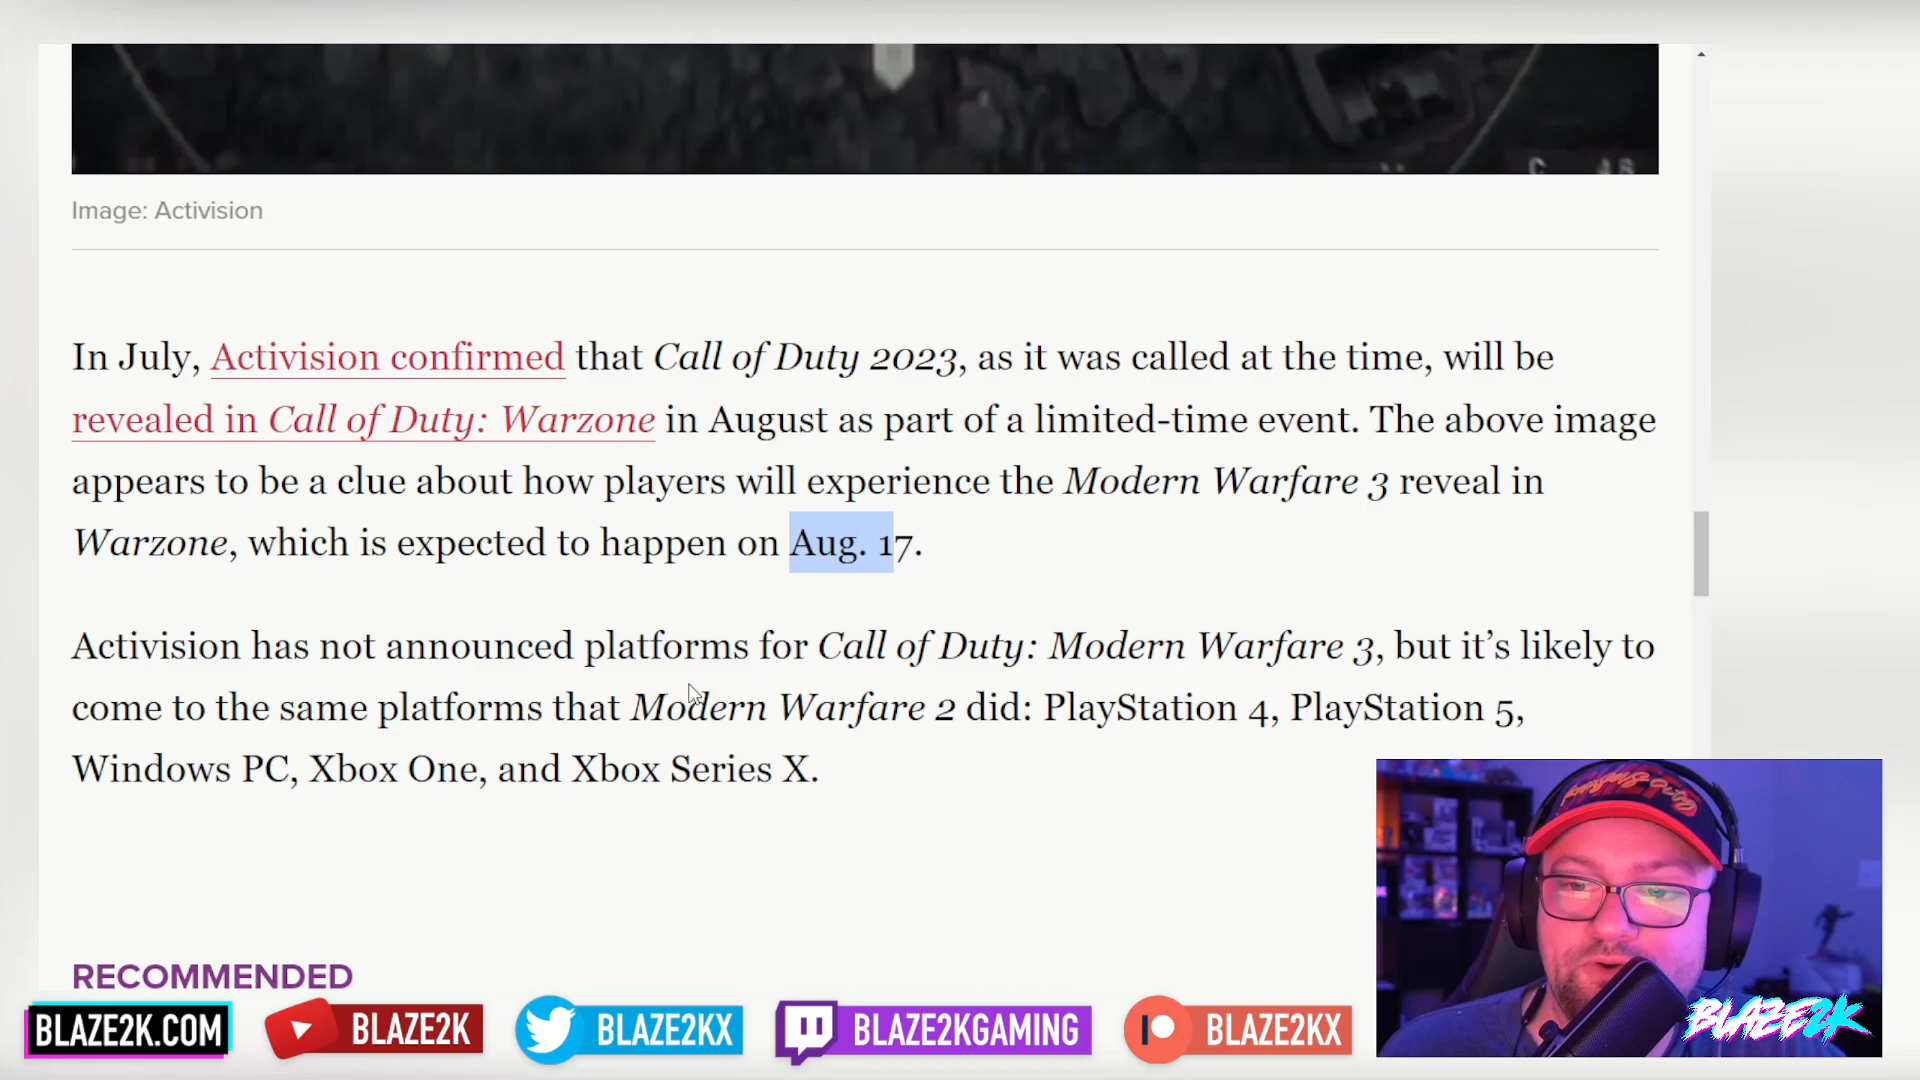 Image: Activision
In July, Activision confirmed that Call of Duty 2023, as it was called at the time, will be
revealed in Call of Duty: Warzone in August as part of a limited-time event. The above image
appears to be a clue about how players will experience the Modern Warfare 3 reveal in
Warzone, which is expected to happen on Aug. 17.
Activision has not announced platforms for Call of Duty: Modern Warfare 3, but it’s likely to
come to the same platforms that Modern Warfare 2 did: PlayStation 4, PlayStation 5,
Windows PC, Xbox One, and Xbox Series X.
RECOMMENDED
BLAZE2K.COM
BLAZE2K
BLAZE2KX
BLAZE2KGAMING
BLAZE2KX
BLAZE2K